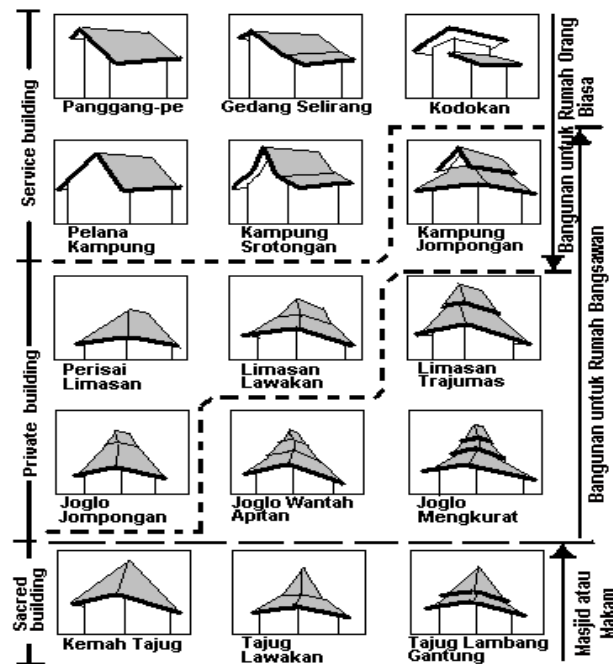 Service building
Panggang-pe
Gedang Selirang
Kodokan
Pelana
Kampung
Kampung
Srotongan
Kampung
Jompongan
Bangunan untuk Rumah Orang
Biasa
Private building
Perisai
Limasan
Limasan
Lawakan
Limasan
Trajumas
Joglo
Jompongan
Joglo Wantah
Apitan
Joglo
Mengkurat
Bangunan untuk Rumah Bangsawan
Sacred
building
Kemah Tajug
Tajug
Lawakan
Tajug Lambang
Gantung
Masjid atau
Makam